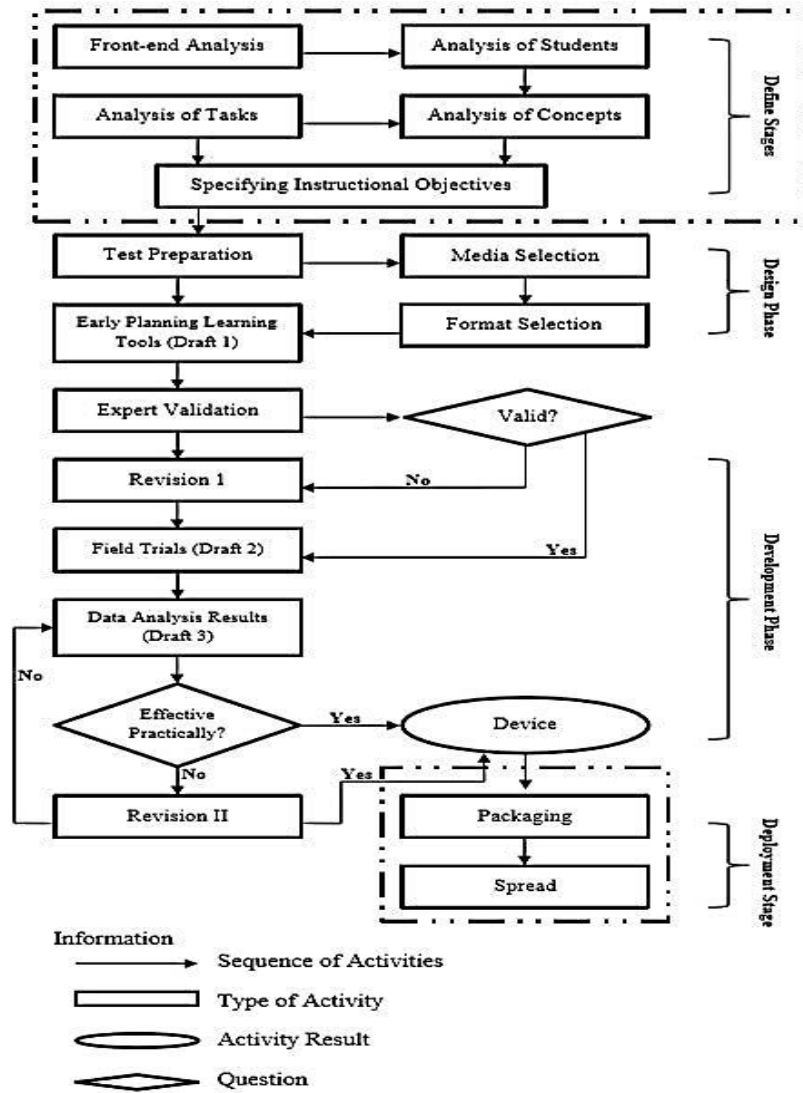 Front-end Analysis
Analysis of Students
Analysis of Tasks
Analysis of Concepts
Specifying Instructional Objectives
Define Stages
Test Preparation
Media Selection
Early Planning Learning
Tools (Draft 1)
Format Selection
Design Phase
Expert Validation
Valid?
Revision 1
No
Field Trials (Draft 2)
Yes
Data Analysis Results
(Draft 3)
No
Effective
Practically?
Yes
Device
Development Phase
No
Yes
Revision II
Packaging
Spread
Deployment Stage
Information
Sequence of Activities
Type of Activity
Activity Result
Question